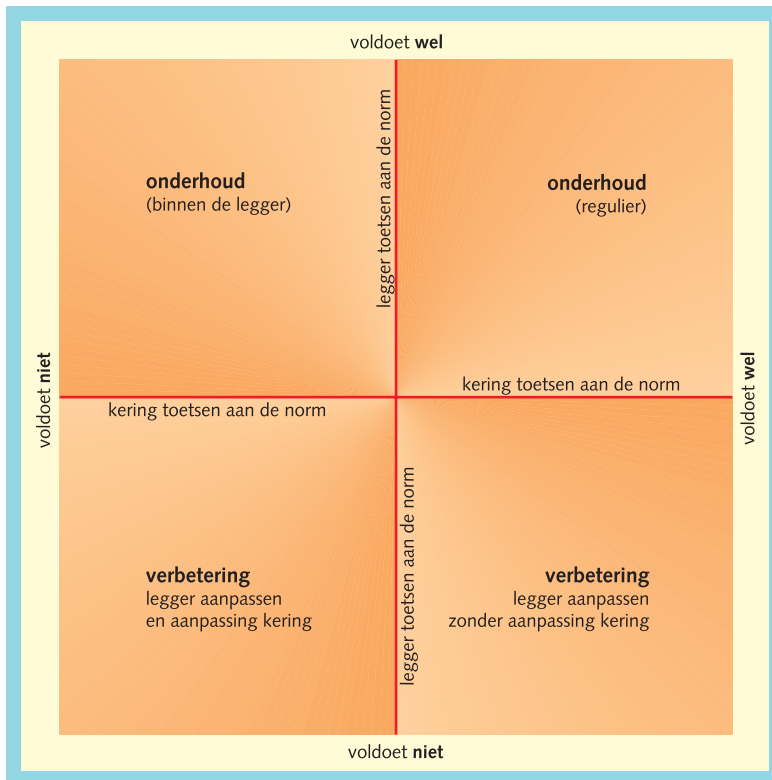 voldoet wel
legger toetsen aan de norm
onderhoud
(binnen de legger)
onderhoud
(regulier)
voldoet niet
kering toetsen aan de norm
kering toetsen aan de norm
voldoet wel
legger toetsen aan de norm
verbetering
legger aanpassen
en aanpassing kering
verbetering
legger aanpassen
zonder aanpassing kering
voldoet niet